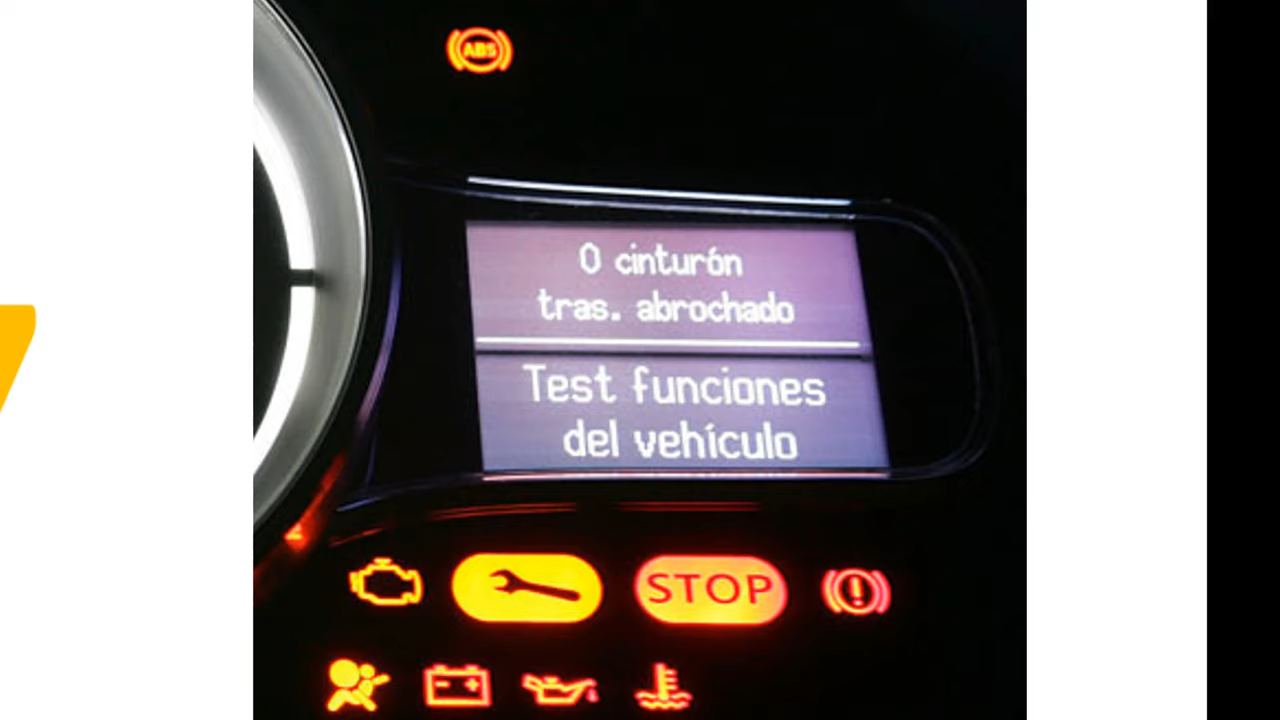 ABS
0 cinturón
tras. abrochado
Test funciones
del vehículo
STOP